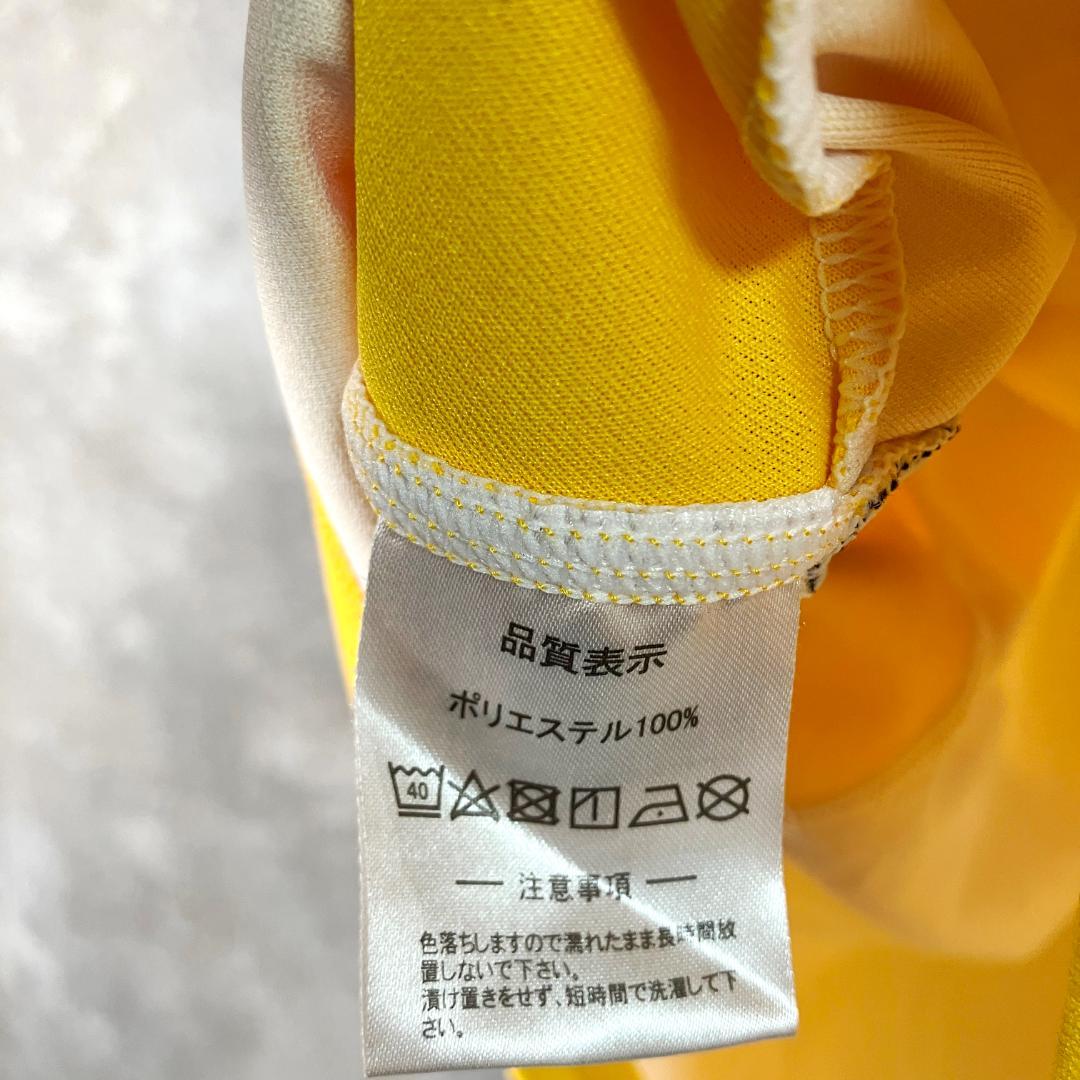 品質表示
ポリエステル100%
40
注意事項
色落ちしますので濡れたまま長時間放
置しないで下さい。
漬け置きをせず、短時間で洗濯して下
さい。